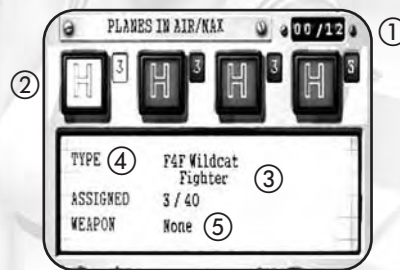 PLANES IN AIR/MAX 00/12 ①
② H 3 H 3 H 3 H 3
TYPE ④ F4F Wildcat
Fighter ③
ASSIGNED 3/40
WEAPON None ⑤